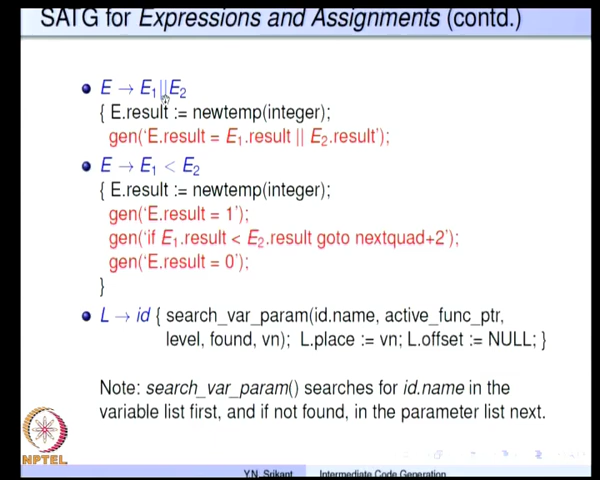 SATG for Expressions and Assignments (contd.)
E → E1||E2
{ E.result := newtemp(integer);
gen('E.result = E1.result || E2.result');
E → E1 < E2
{ E.result := newtemp(integer);
gen('E.result = 1');
gen('if E1.result < E2.result goto nextquad+2');
gen('E.result = 0');
}
L → id { search_var_param(id.name, active_func_ptr,
level, found, vn); L.place := vn; L.offset := NULL; }
Note: search_var_param() searches for id.name in the
variable list first, and if not found, in the parameter list next.
NPTEL
Y.N. Srikant Intermediate Code Generation